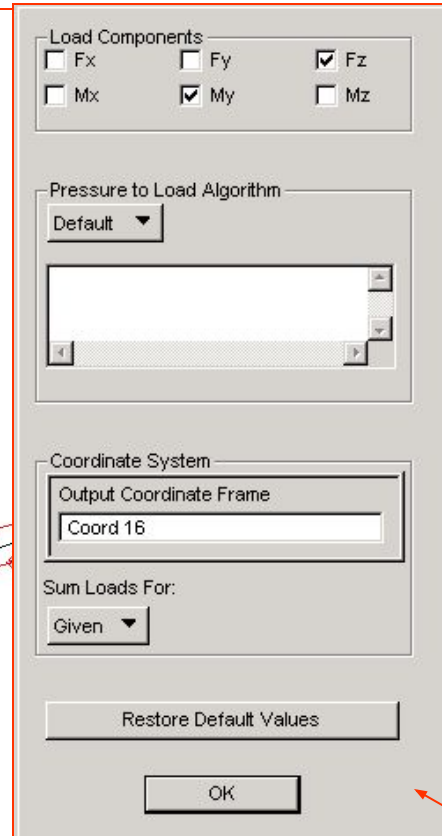 Load Components
Fx Fy Fz
Mx My Mz
Pressure to Load Algorithm
Default
Coordinate System
Output Coordinate Frame
Coord 16
Sum Loads For:
Given
Restore Default Values
OK